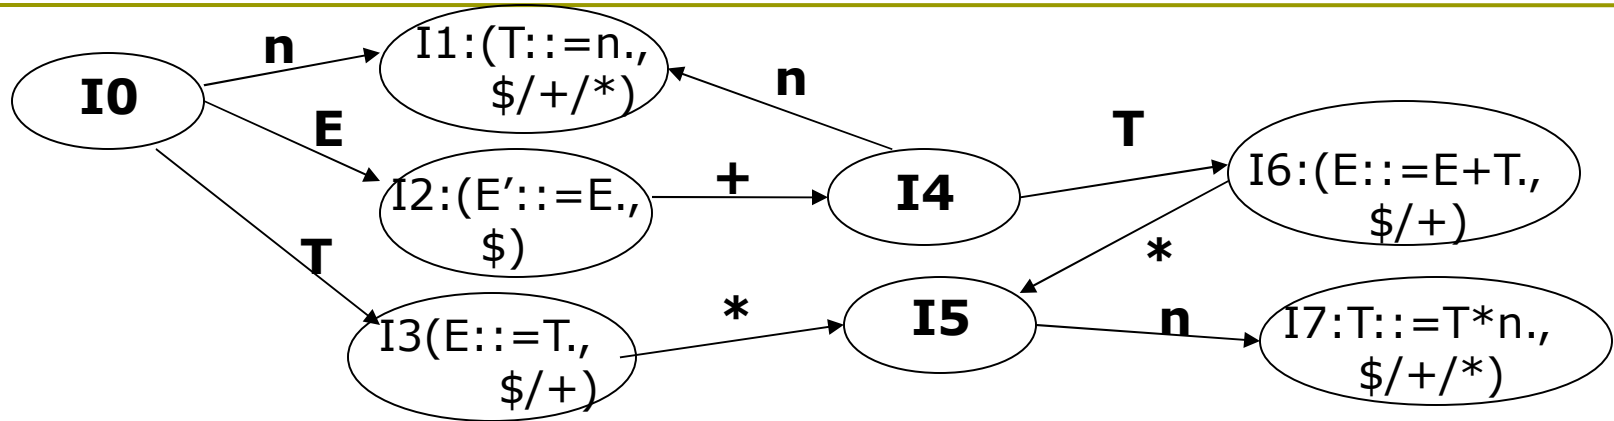 n
I1:(T::=n.,
$/+/*)
I0
n
E
T
I2:(E’::=E.,
$)
+
I4
I6:(E::=E+T.,
$/+)
T
*
I3(E::=T.,
$/+)
*
I5
n
I7:T::=T*n.,
$/+/*)